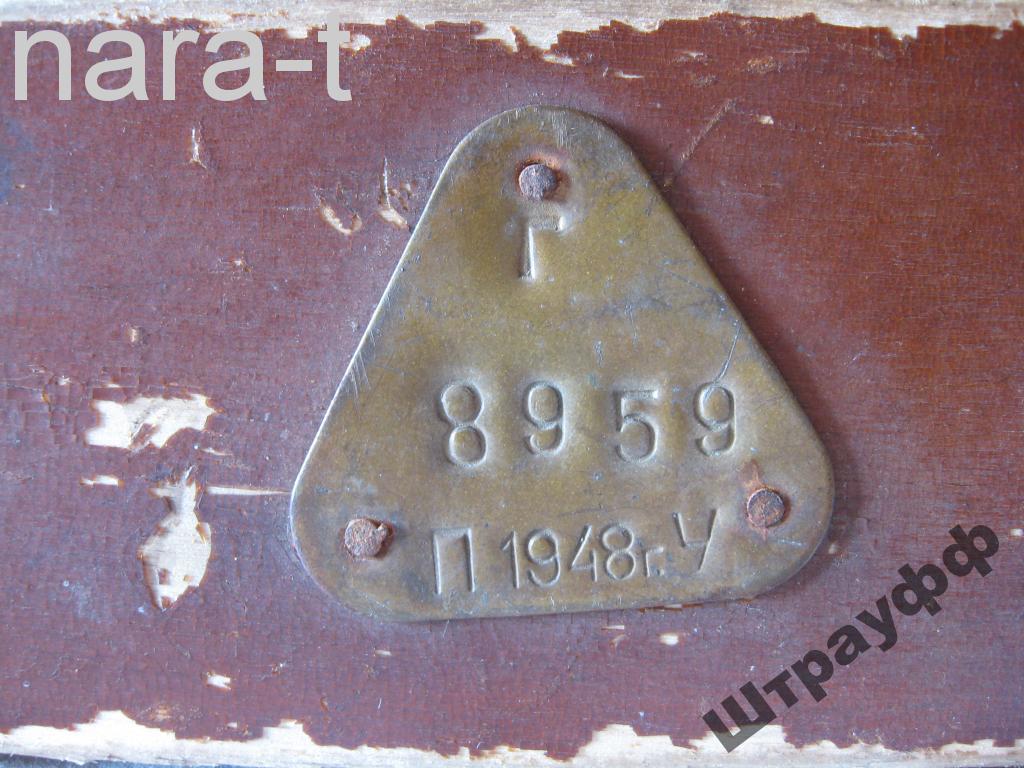 nara-t
Г
8959
П 1948г. У
Штрауфф